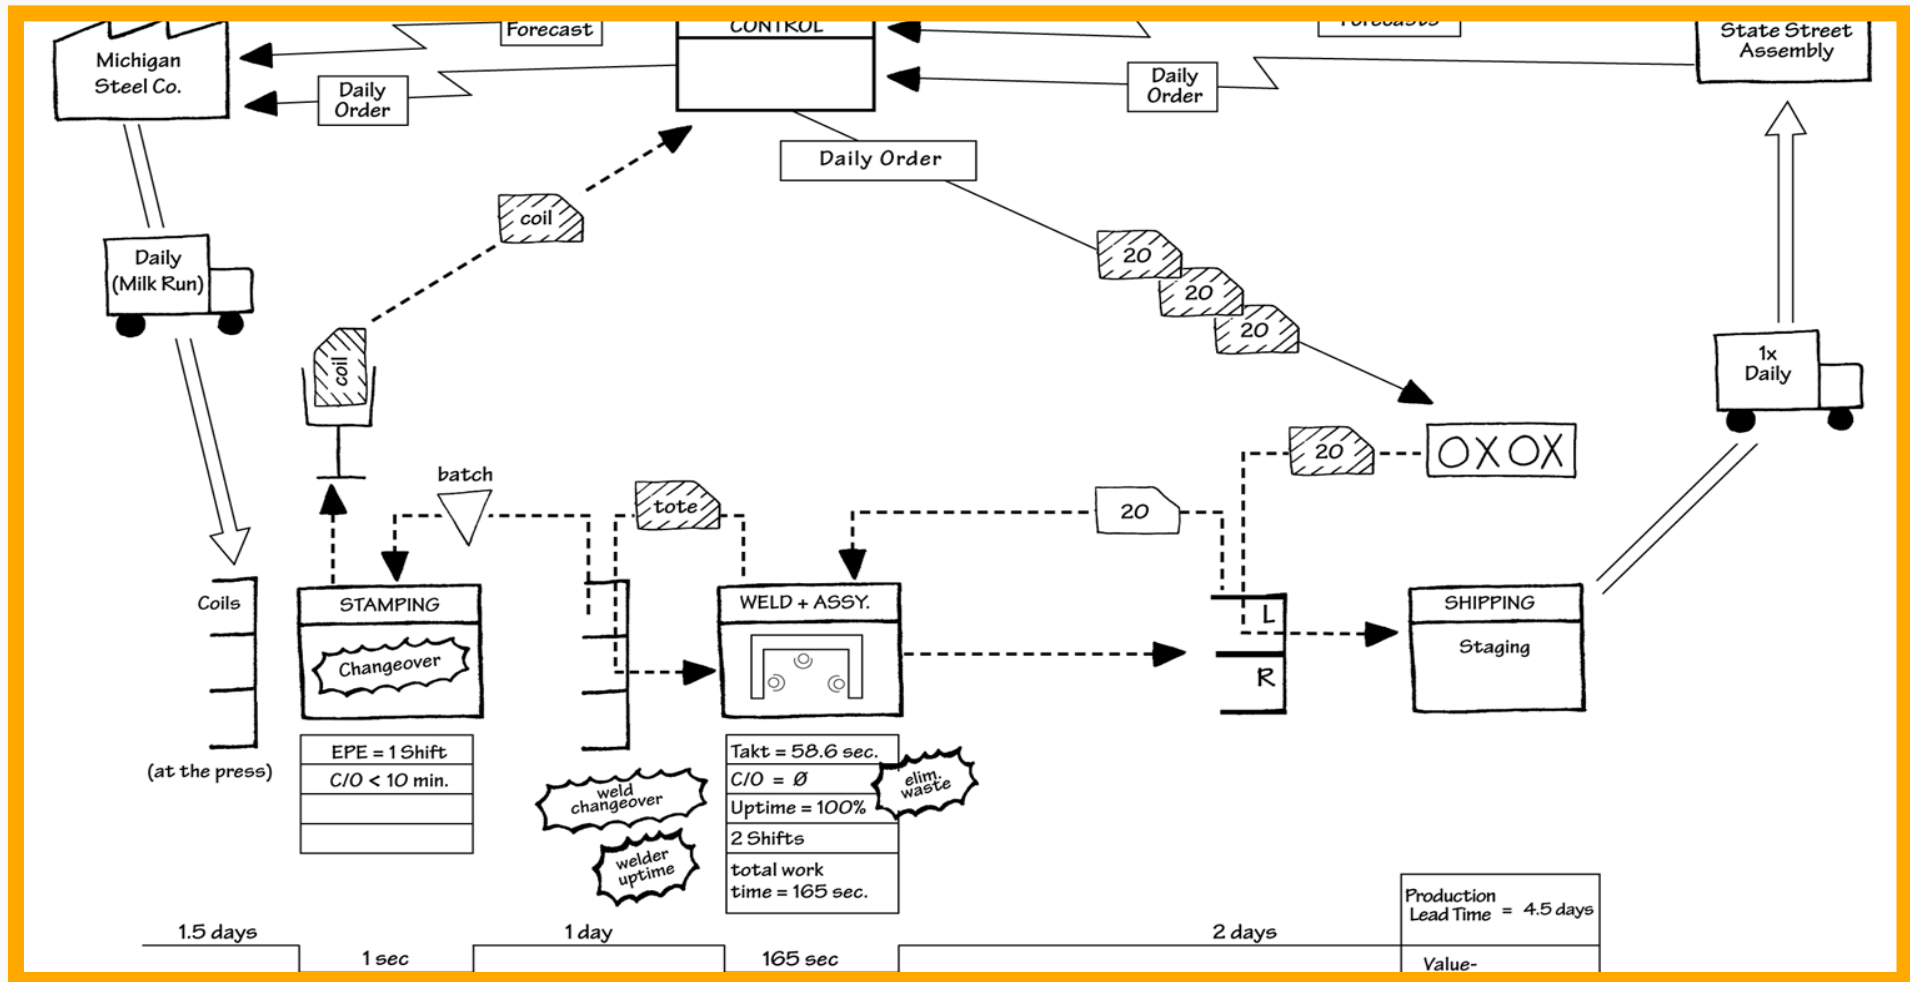 Forecast
CONTROL
Forecasts
State Street
Assembly
Michigan
Steel Co.
Daily
Order
Daily
Order
Daily Order
coil
20
20
20
Daily
(Milk Run)
1x
Daily
coil
20
OXOX
batch
tote
20
Coils
STAMPING
WELD + ASSY.
L
SHIPPING
Changeover
Staging
R
(at the press)
EPE = 1 Shift
C/O < 10 min.
Takt = 58.6 sec.
C/O = Ø
Uptime = 100%
2 Shifts
total work
time = 165 sec.
elim.
waste
weld
changeover
welder
uptime
Production
Lead Time = 4.5 days
1.5 days
1 day
2 days
1 sec
165 sec
Value-